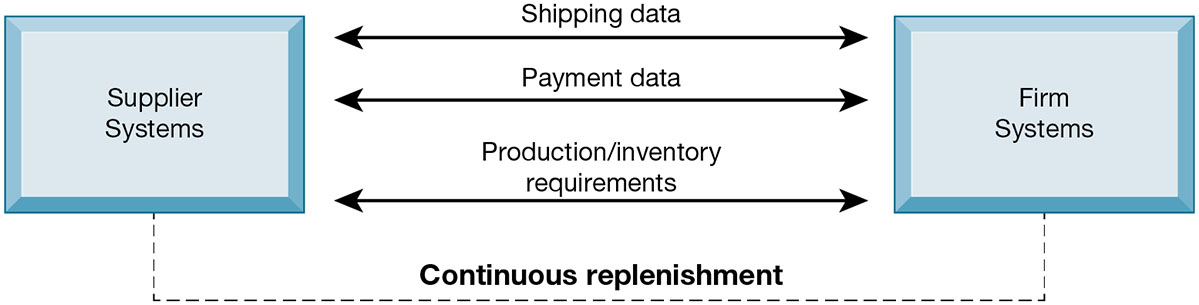 Shipping data
Payment data
Supplier
Systems
Firm
Systems
Production/inventory
requirements
Continuous replenishment